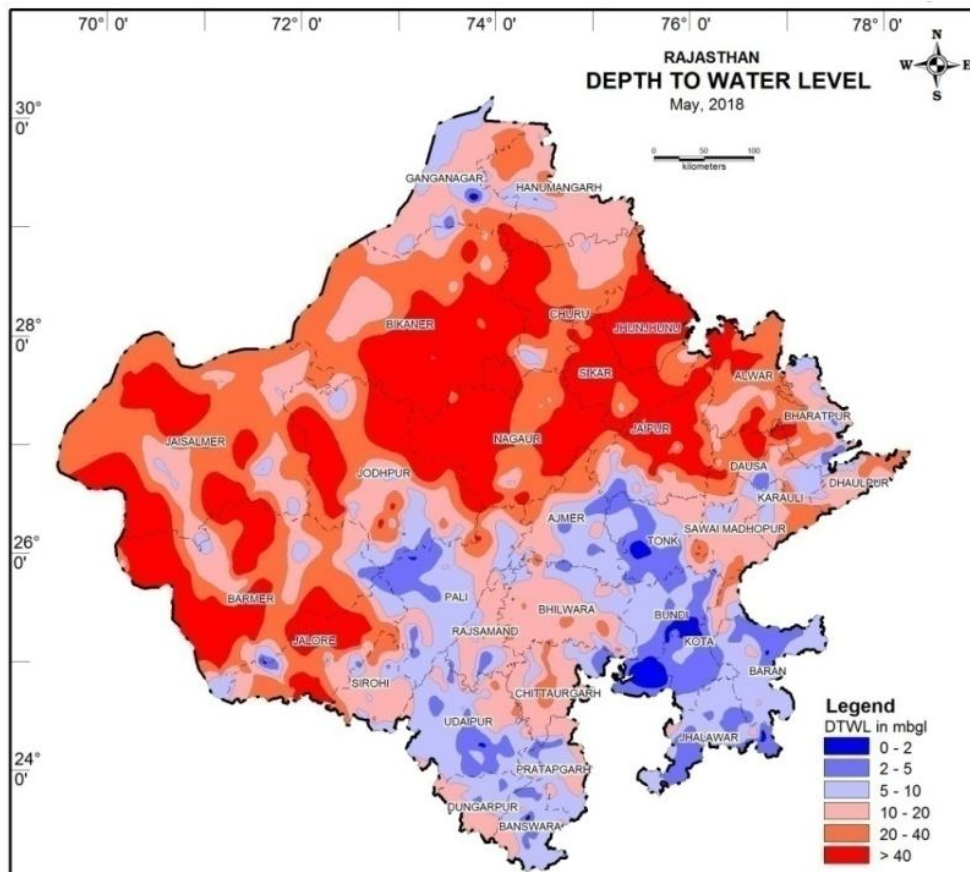 70° 0' 72° 0' 74° 0' 76° 0' 78° 0'
N
W E
S
RAJASTHAN
DEPTH TO WATER LEVEL
May, 2018
0 50 100
kilometers
30°
0'
GANGANAGAR
HANUMANGARH
28°
0'
BIKANER
CHURU
JHUNJHUNU
SIKAR
ALWAR
JAISALMER
NAGAUR
JAIPUR
BHARATPUR
JODHPUR
DAUSA
KARAULI
DHAULPUR
26°
0'
AJMER
TONK
SAWAI MADHOPUR
BARMER
PALI
BHILWARA
BUNDI
JALORE
RAJSAMAND
KOTA
SIROHI
CHITTAURGARH
BARAN
UDAIPUR
JHALAWAR
24°
0'
PRATAPGARH
DUNGARPUR
BANSWARA
Legend
DTWL in mbgl
0 - 2
2 - 5
5 - 10
10 - 20
20 - 40
> 40